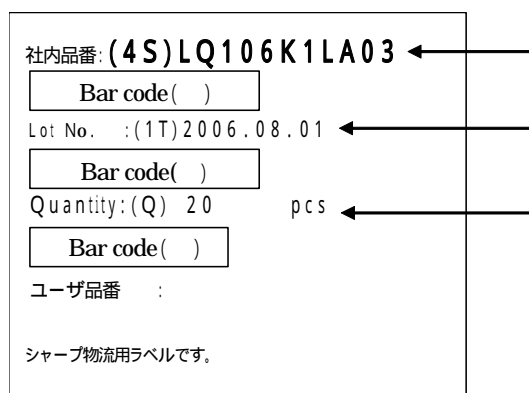 社内品番:(4S)LQ106K1LA03
Bar code( )
Lot No. :(1T)2006.08.01
Bar code( )
Quantity:(Q) 20 pcs
Bar code( )
ユーザ品番 :
シャープ物流用ラベルです。